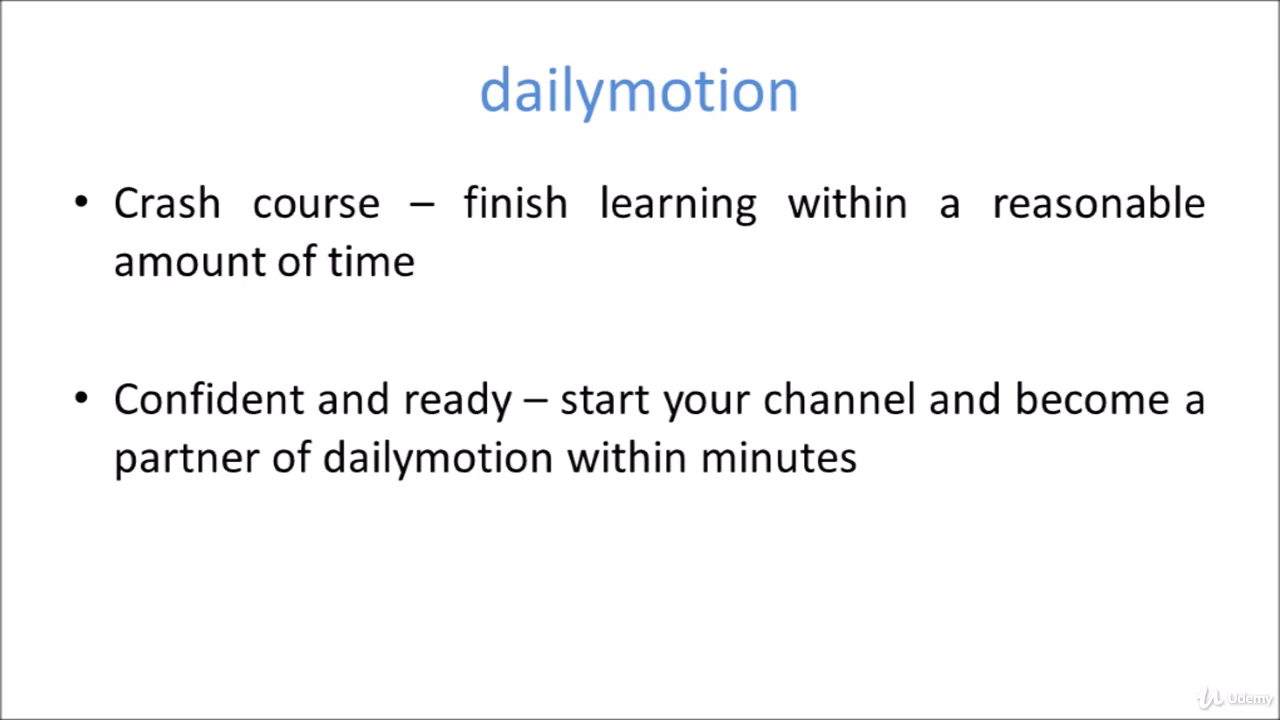 dailymotion
• Crash course – finish learning within a reasonable
amount of time
• Confident and ready – start your channel and become a
partner of dailymotion within minutes
Udemy